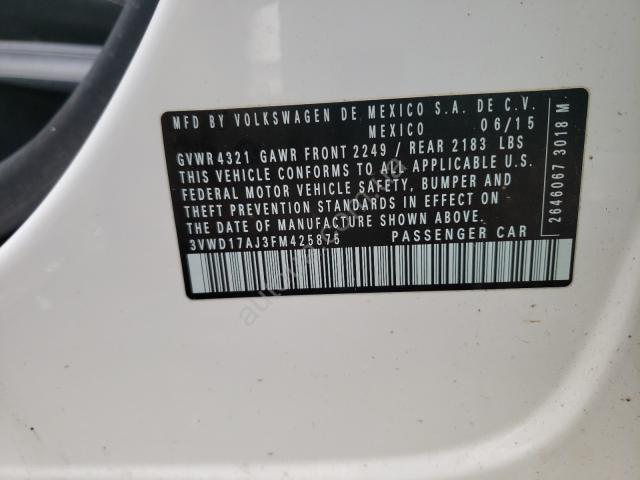 MFD BY VOLKSWAGEN DE MEXICO S.A. DE C.V.
MEXICO 06/15
GVWR 4321 GAWR FRONT 2249 / REAR 2183 LBS
THIS VEHICLE CONFORMS TO ALL APPLICABLE U.S.
FEDERAL MOTOR VEHICLE SAFETY, BUMPER AND
THEFT PREVENTION STANDARDS IN EFFECT ON
THE DATE OF MANUFACTURE SHOWN ABOVE.
3VWD17AJ3FM425875 PASSENGER CAR
2646067 3018 M